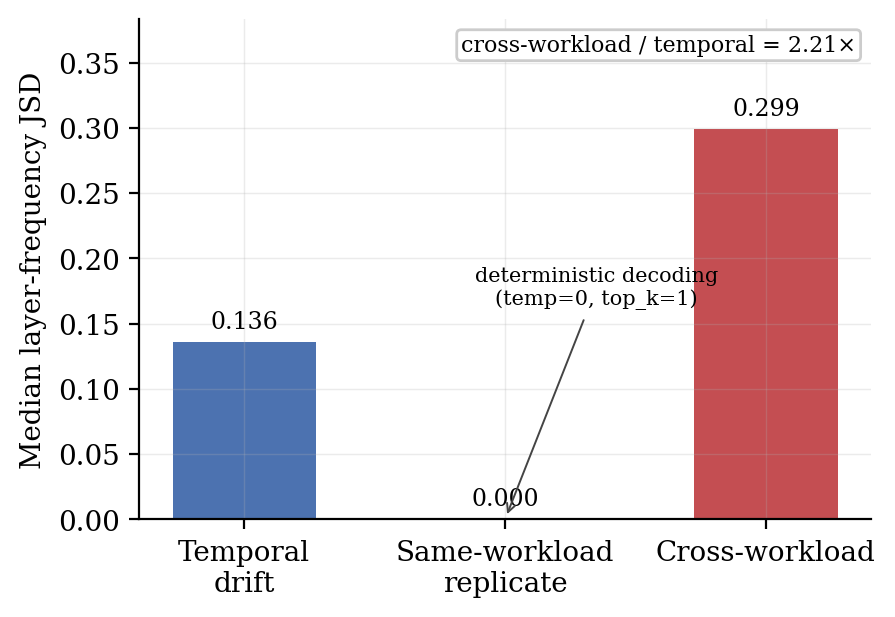 cross-workload / temporal = 2.21×
Median layer-frequency JSD
0.35
0.30
0.25
0.20
0.15
0.10
0.05
0.00
0.136
0.000
0.299
deterministic decoding
(temp=0, top_k=1)
Temporal
drift
Same-workload
replicate
Cross-workload